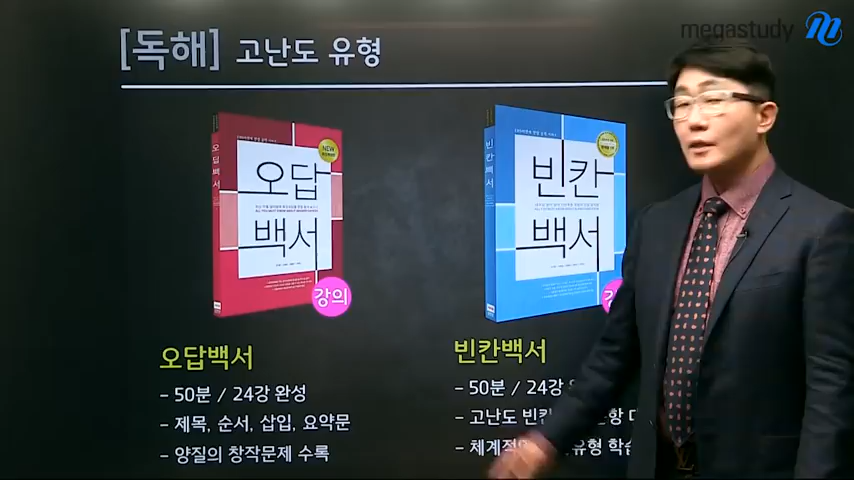 megastudy
[독해] 고난도 유형
NEW
오답백서
오답
백서
강의
빈칸백서
빈칸
백서
오답백서
- 50분 / 24강 완성
- 제목, 순서, 삽입, 요약문
- 양질의 창작문제 수록
빈칸백서
- 50분 / 24강
- 고난도 빈칸
- 체계적
유형 학습